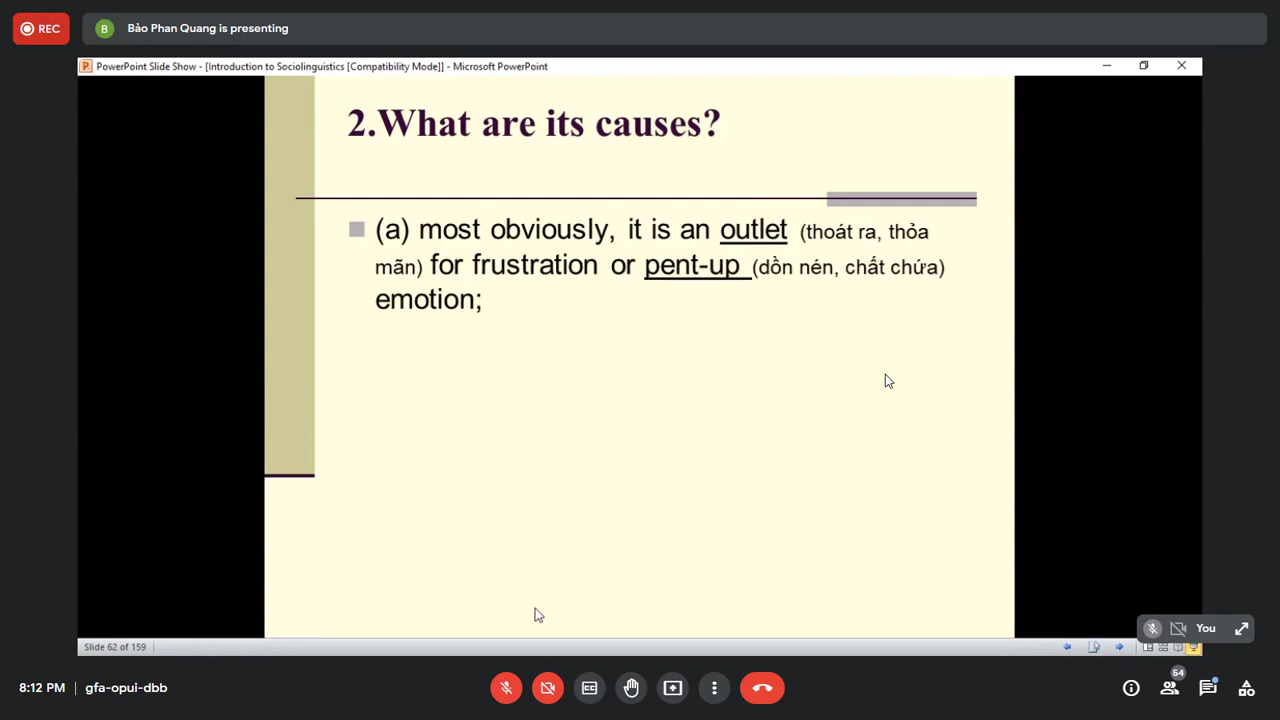 REC
B
Bảo Phan Quang is presenting
P
PowerPoint Slide Show - [Introduction to Sociolinguistics [Compatibility Mode]] - Microsoft PowerPoint
2.What are its causes?
(a) most obviously, it is an outlet (thoát ra, thỏa
mãn) for frustration or pent-up (dồn nén, chất chứa)
emotion;
You
Slide 62 of 159
8:12 PM | gfa-opui-dbb
CC
64